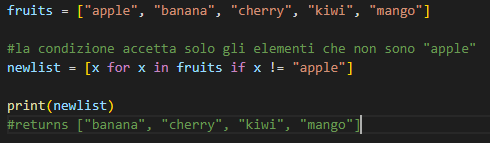 fruits = ["apple", "banana", "cherry", "kiwi", "mango"]
#la condizione accetta solo gli elementi che non sono "apple"
newlist = [x for x in fruits if x != "apple"]
print(newlist)
#returns ["banana", "cherry", "kiwi", "mango"]